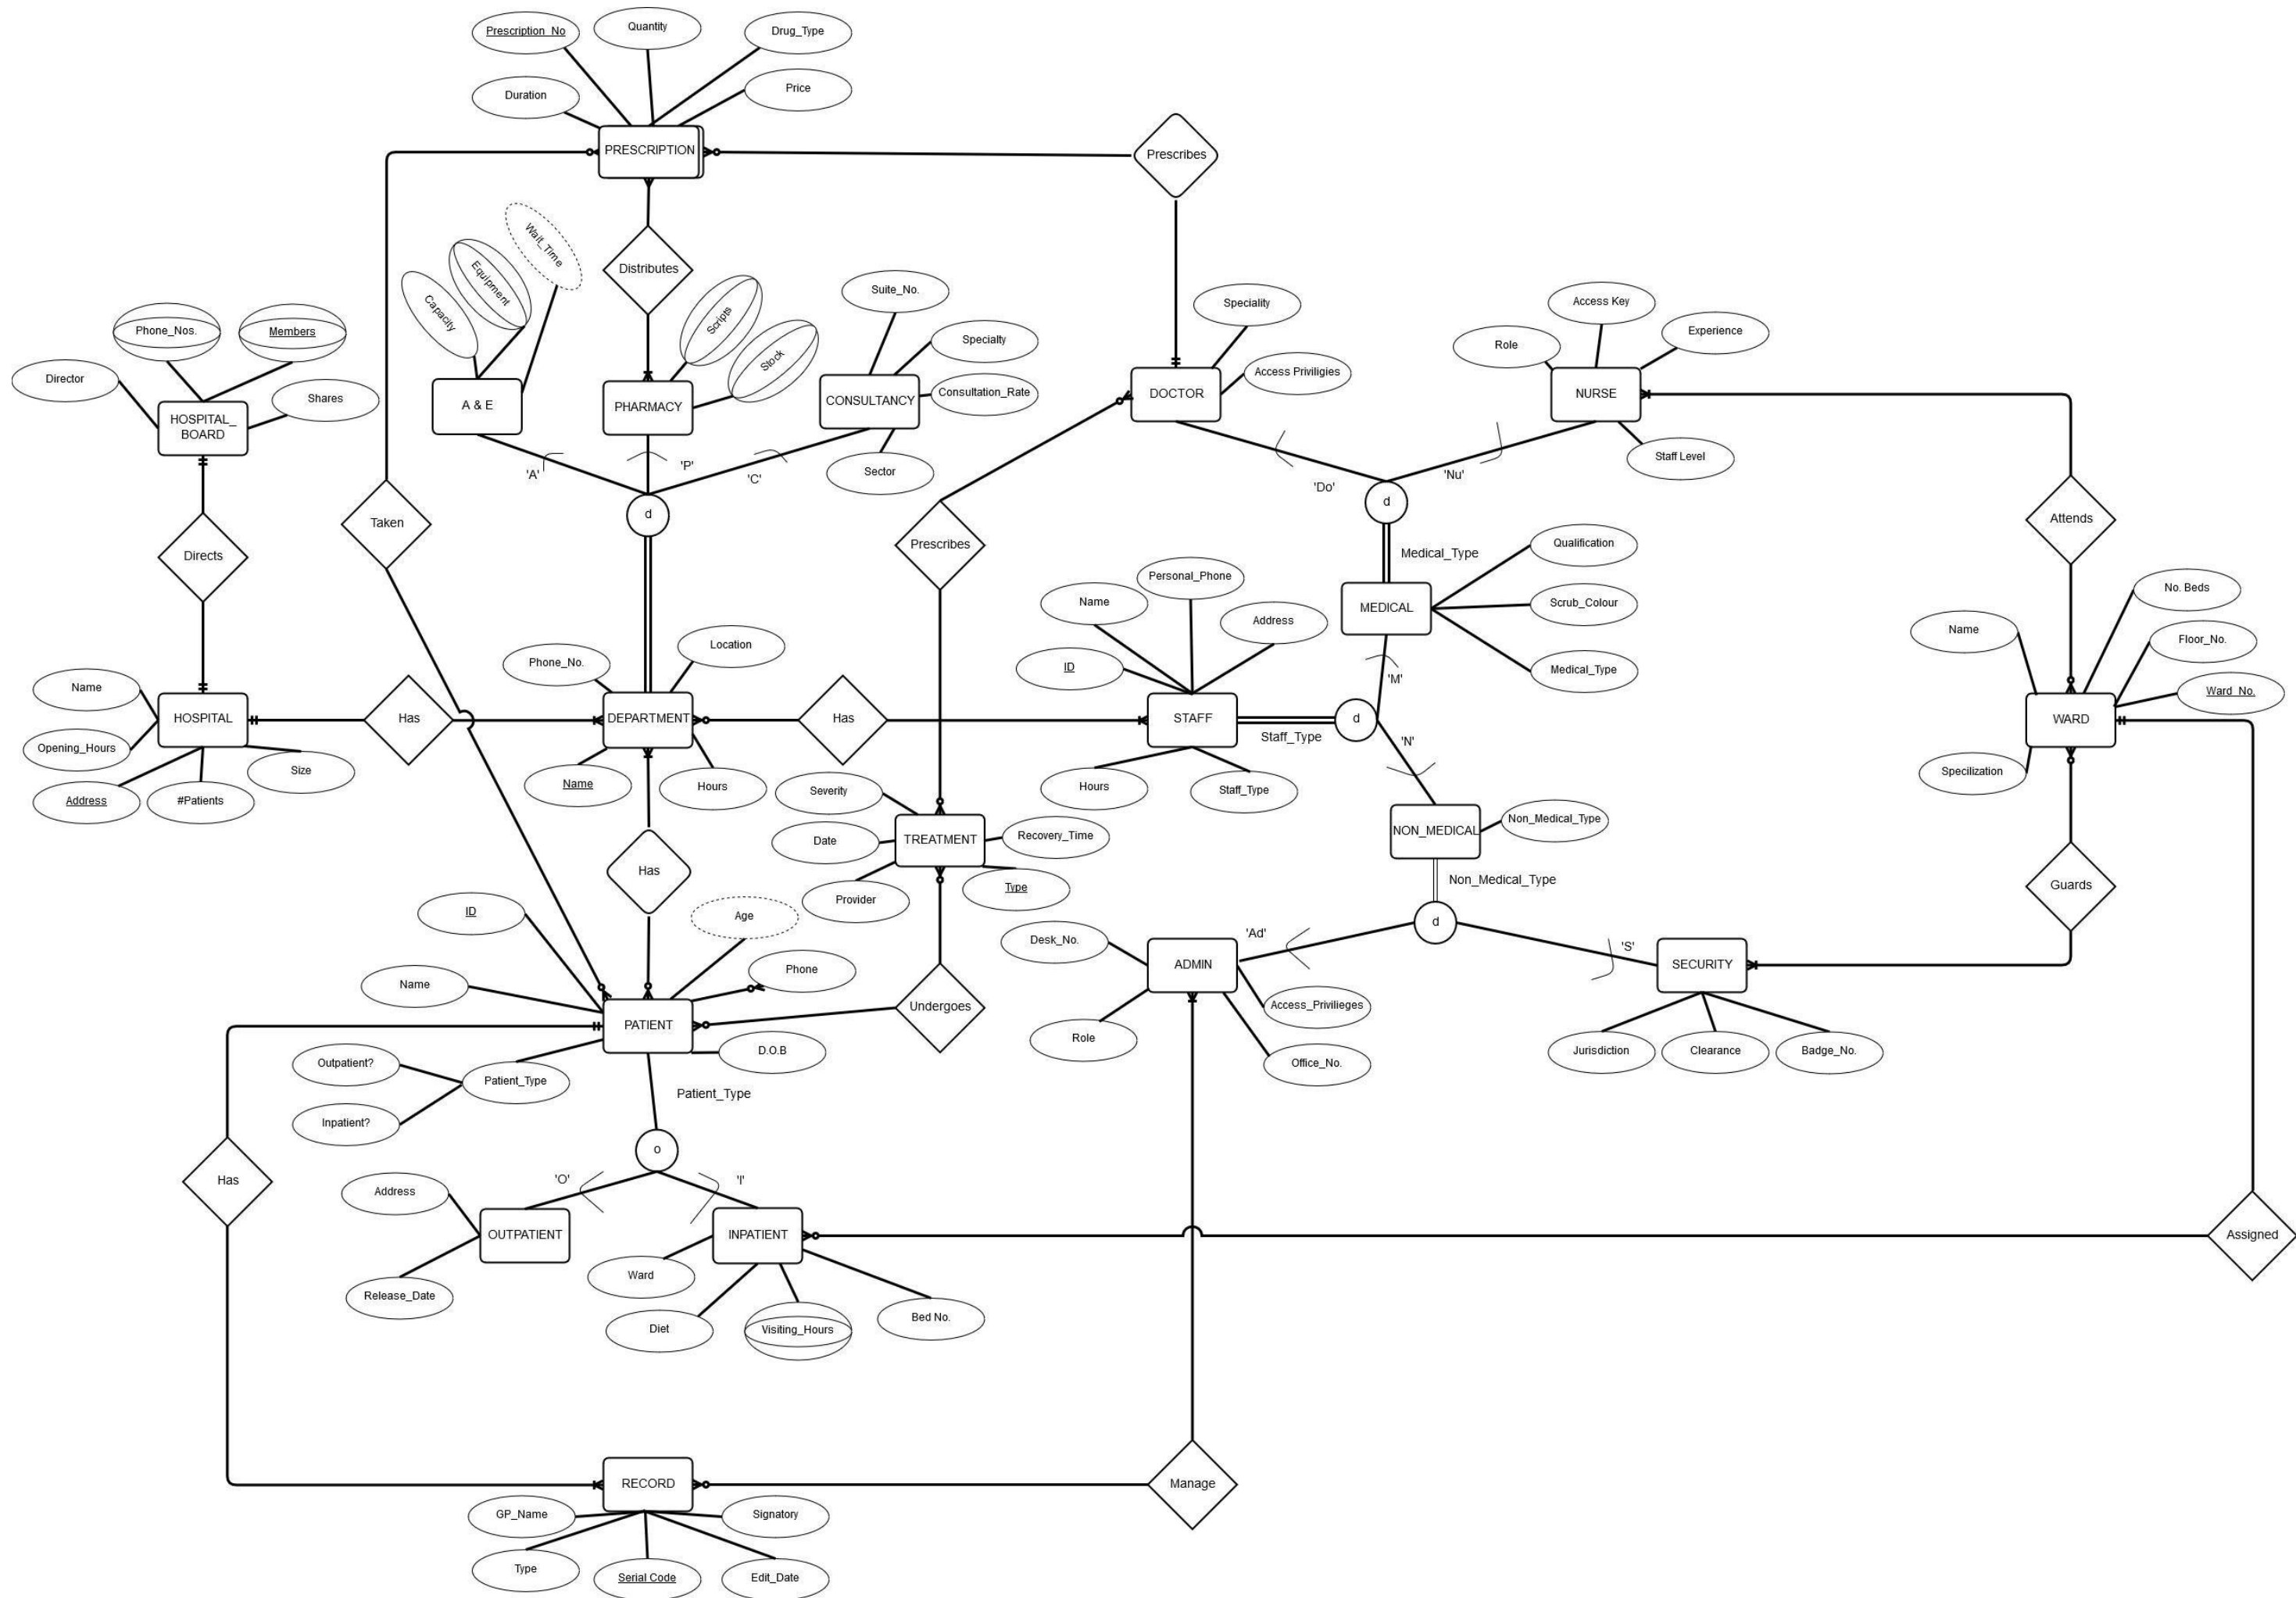 Prescription_No
Quantity
Drug_Type
Duration
Price
PRESCRIPTION
Prescribes
Wait_Time
Equipment
Capacity
Distributes
Scripts
Stock
Suite_No.
Specialty
Consultation_Rate
Sector
Speciality
Access Priviligies
Access Key
Role
Experience
Staff Level
Phone_Nos.
Members
Director
Shares
HOSPITAL_
BOARD
A & E
PHARMACY
CONSULTANCY
DOCTOR
NURSE
'A'
'P'
'C'
'Do'
'Nu'
d
d
Taken
Directs
Prescribes
Attends
Medical_Type
Qualification
Scrub_Colour
Medical_Type
MEDICAL
Name
Personal_Phone
Address
ID
No. Beds
Name
Floor_No.
Ward_No.
Specilization
Phone_No.
Location
Name
Opening_Hours
Address
#Patients
Size
HOSPITAL
Has
DEPARTMENT
Has
STAFF
d
Staff_Type
'M'
'N'
WARD
Name
Hours
Hours
Staff_Type
Severity
Date
Provider
TREATMENT
Recovery_Time
Type
NON_MEDICAL
Non_Medical_Type
Non_Medical_Type
d
Has
Guards
ID
Age
Name
Phone
Undergoes
PATIENT
D.O.B
Outpatient?
Inpatient?
Patient_Type
Patient_Type
'Ad'
'S'
Desk_No.
ADMIN
Role
Access_Privilieges
Office_No.
SECURITY
Jurisdiction
Clearance
Badge_No.
o
'O'
'I'
Has
Address
OUTPATIENT
Release_Date
INPATIENT
Ward
Diet
Visiting_Hours
Bed No.
Assigned
RECORD
Manage
GP_Name
Signatory
Type
Serial Code
Edit_Date